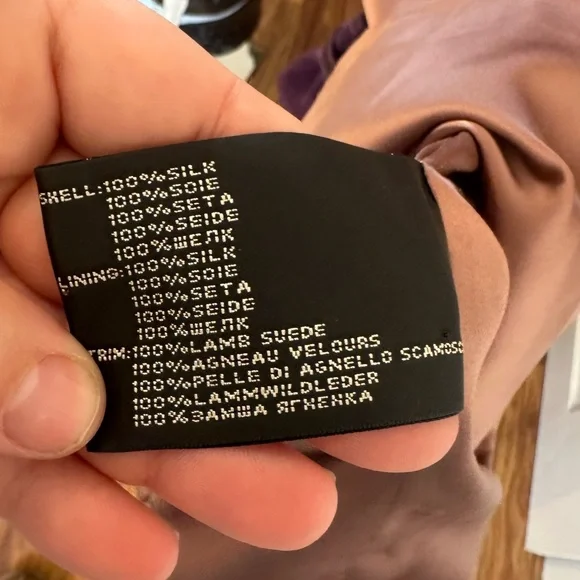 SHELL:100%SILK
100%SOIE
100%SETA
100%SEIDE
100%ШЕЛК
LINING:100%SILK
100%SOIE
100%SETA
100%SEIDE
100%ШЕЛК
TRIM:100%LAMB SUEDE
100%AGNEAU VELOURS
100%PELLE DI AGNELLO SCAMOSC
100%LAMMWILDLEDER
100%ЗАМША ЯГНЕНКА